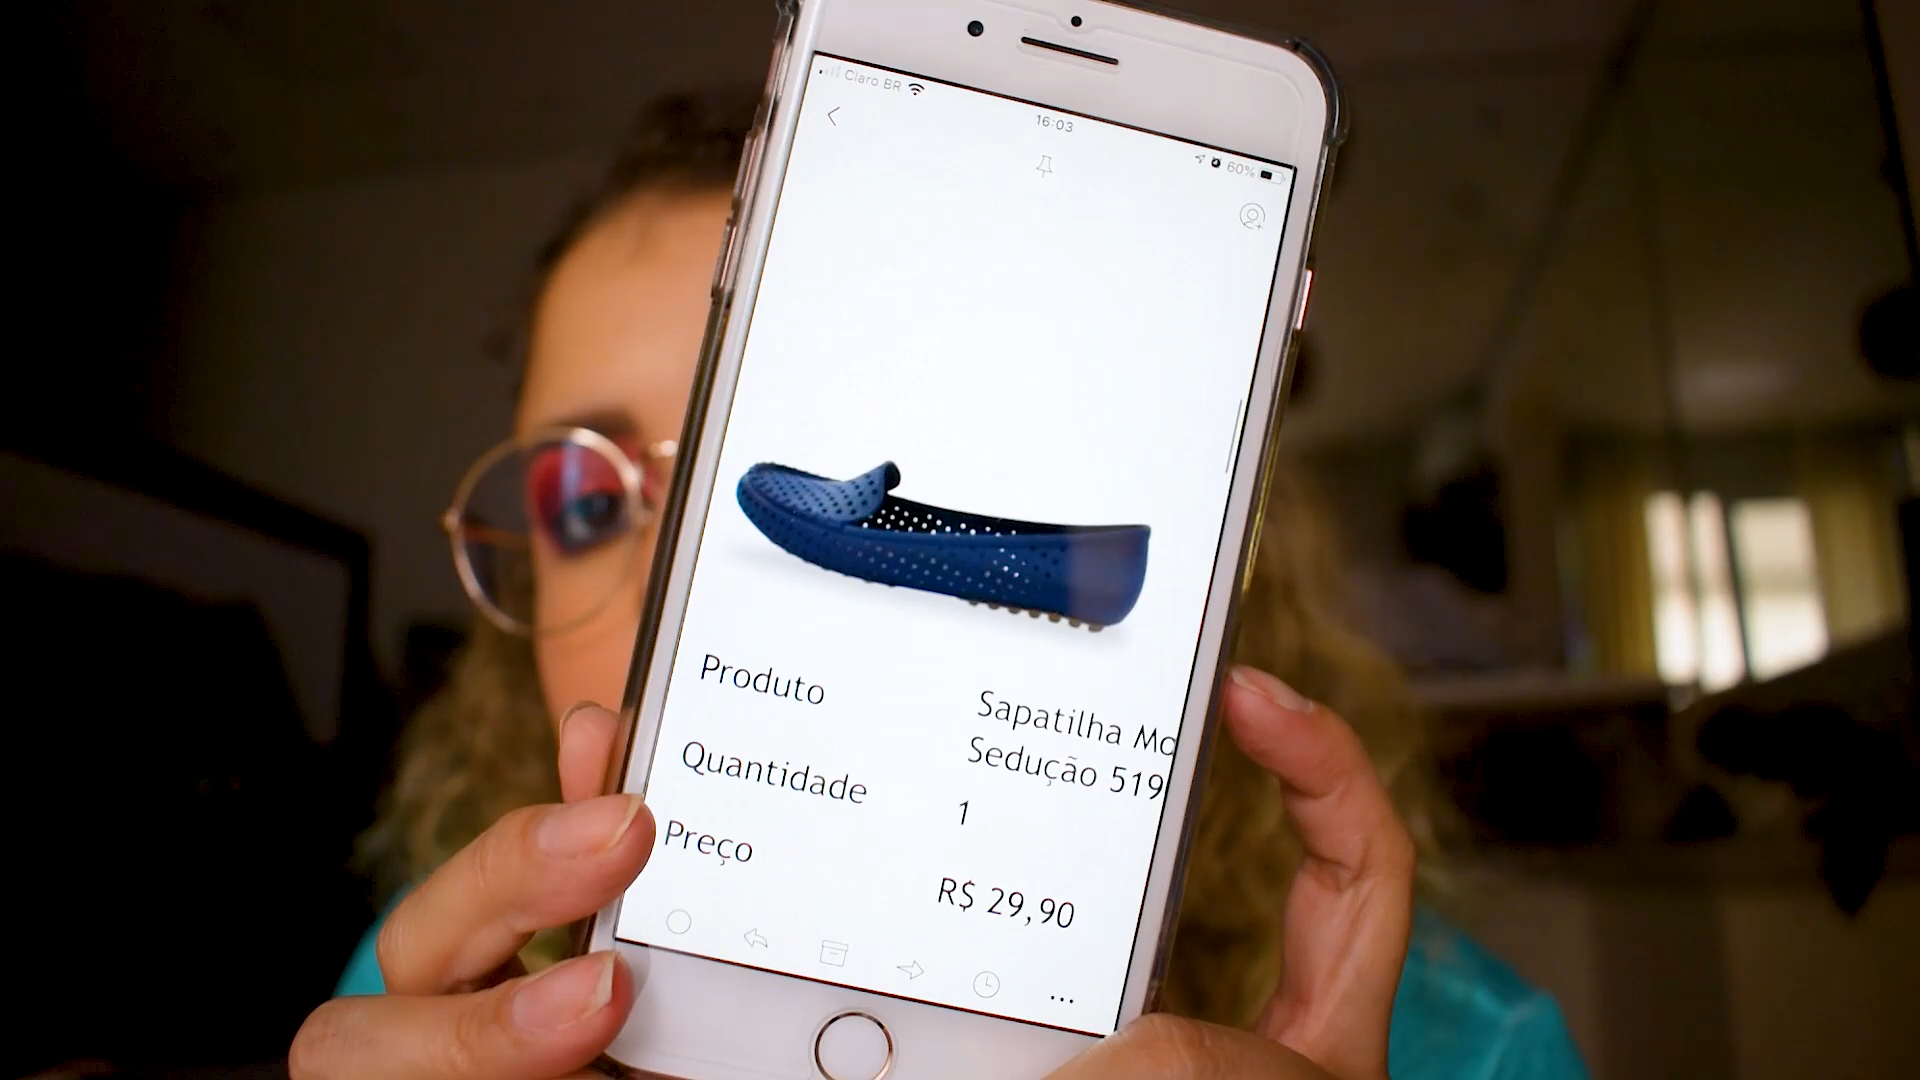 Claro BR
16:03
60%
Produto
Sapatilha Mo
Sedução 519
Quantidade
1
Preço
R$ 29,90